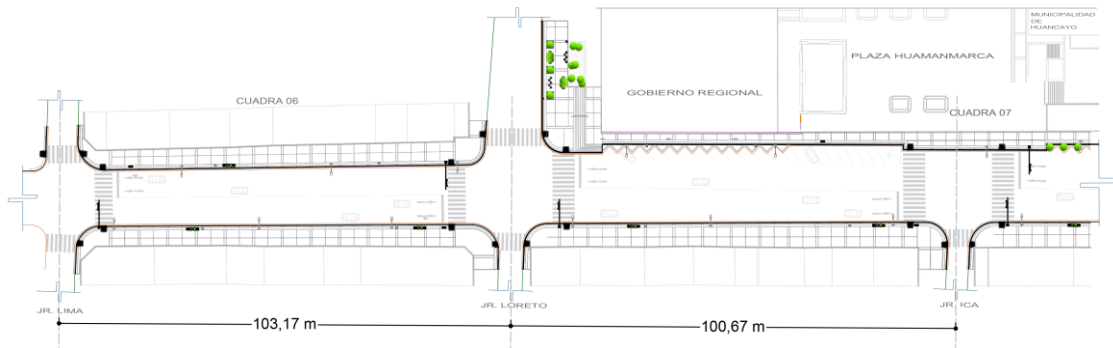 MUNICIPALIDAD
DE
HUANCAYO
PLAZA HUAMANMARCA
GOBIERNO REGIONAL
CUADRA 06
CUADRA 07
JR. LIMA
JR. LORETO
JR. ICA
103,17 m
100,67 m